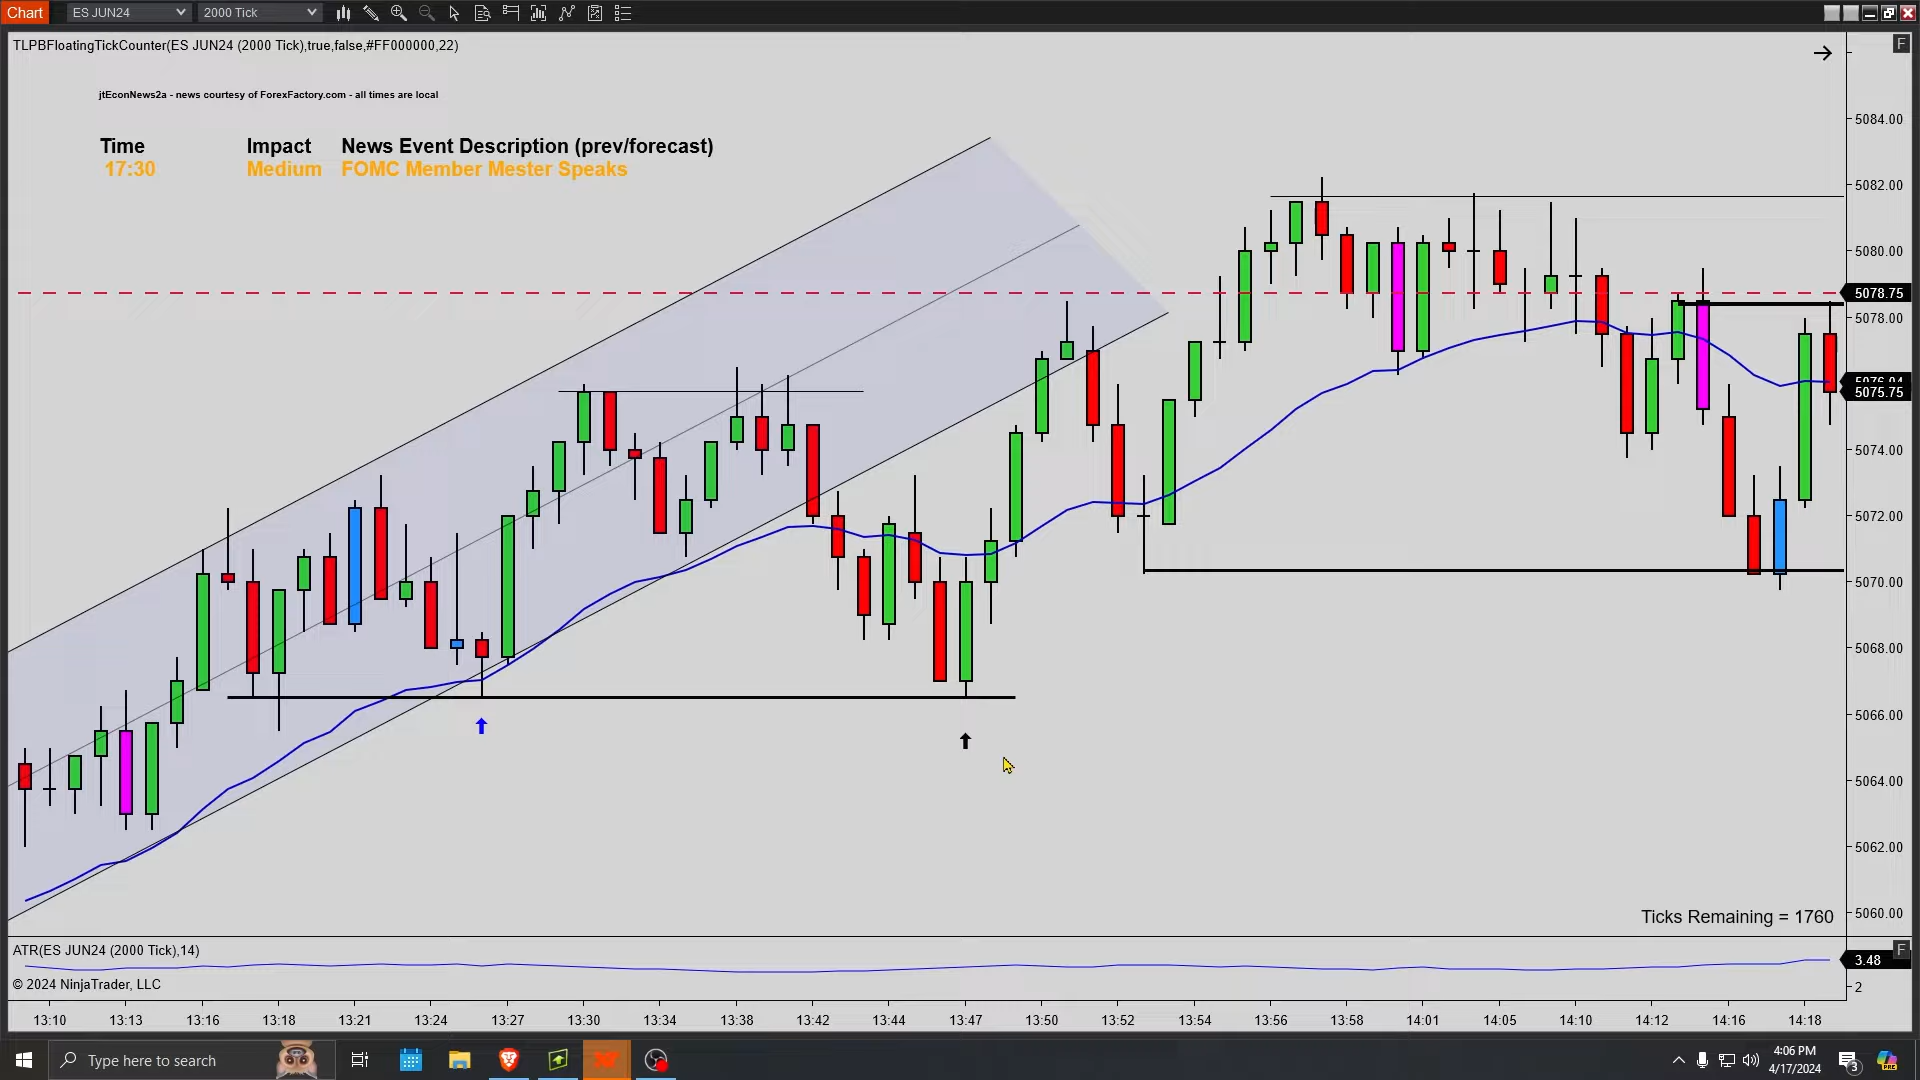 Chart ES JUN24 2000 Tick
TLPBFloatingTickCounter(ES JUN24 (2000 Tick),true,false,#FF000000,22)
F
jtEconNews2a - news courtesy of ForexFactory.com - all times are local
Time Impact News Event Description (prev/forecast)
17:30 Medium FOMC Member Mester Speaks
5084.00
5082.00
5080.00
5078.75
5078.00
5075.75
5074.00
5072.00
5070.00
5068.00
5066.00
5064.00
5062.00
5060.00
Ticks Remaining = 1760
ATR(ES JUN24 (2000 Tick),14)
F
3.48
© 2024 NinjaTrader, LLC
2
13:10 13:13 13:16 13:18 13:21 13:24 13:27 13:30 13:34 13:38 13:42 13:44 13:47 13:50 13:52 13:54 13:56 13:58 14:01 14:05 14:10 14:12 14:16 14:18
Type here to search
4:06 PM
4/17/2024
3
PRE